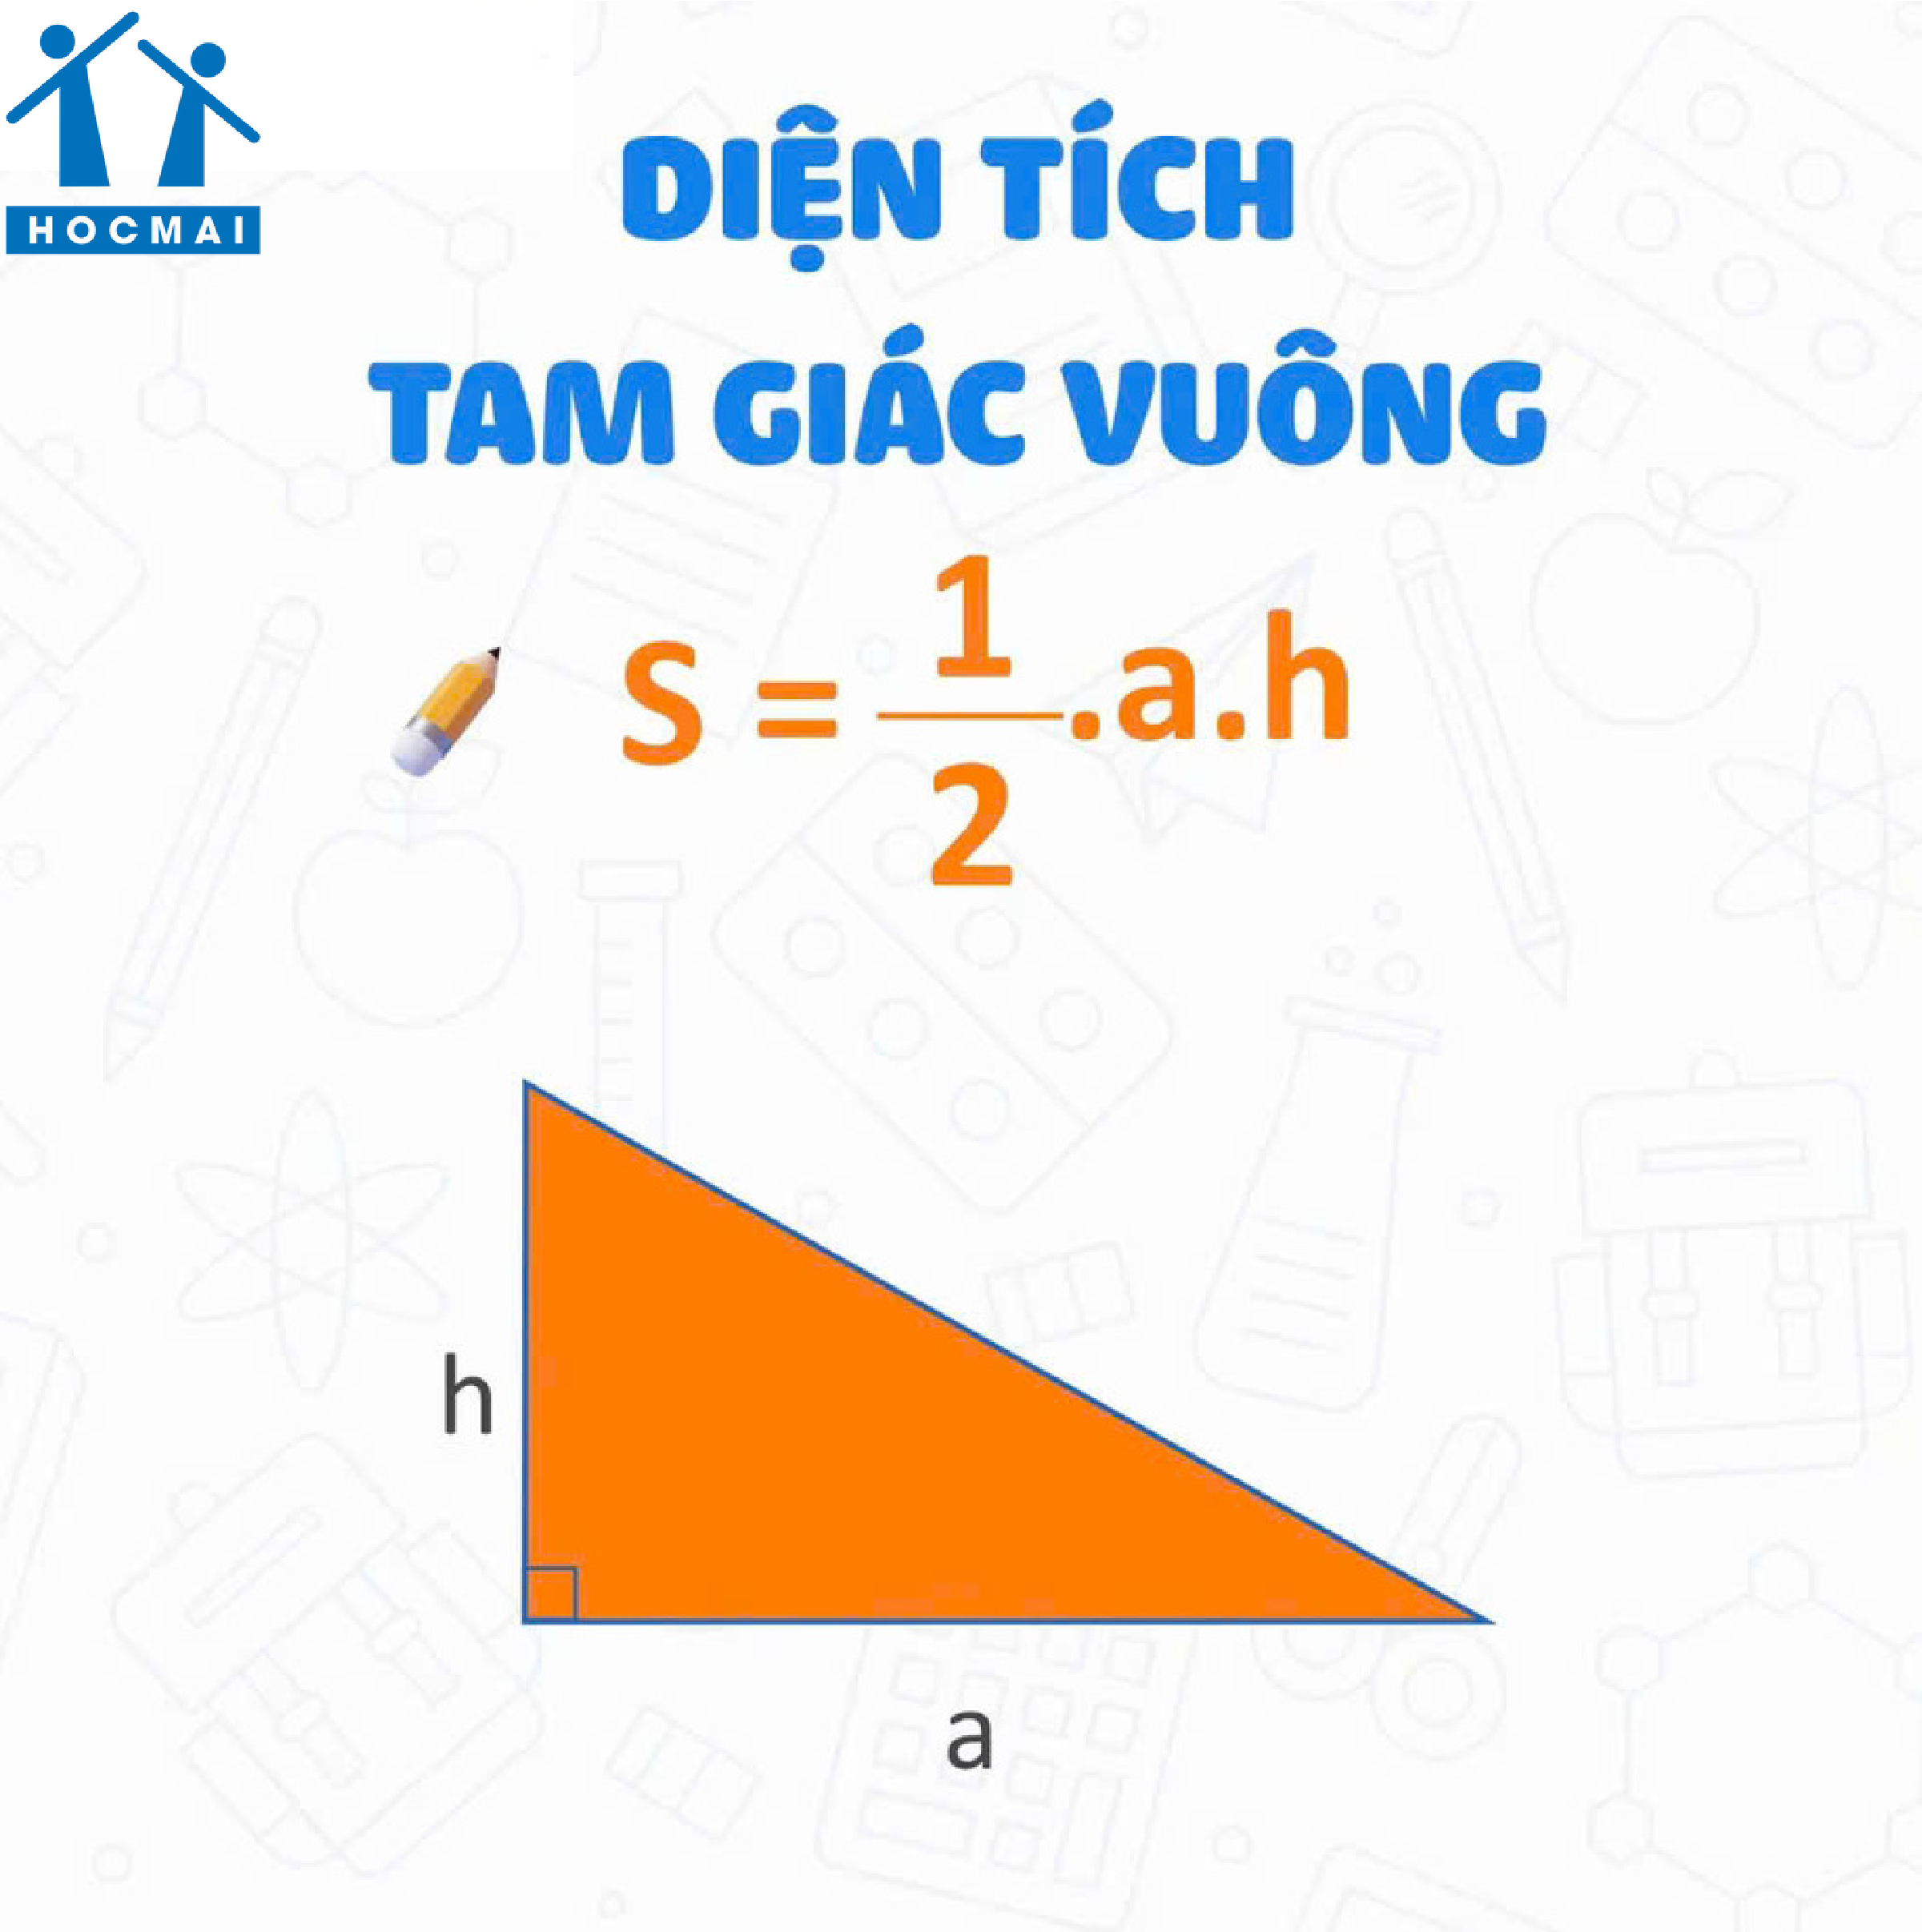 HOCMAI
DIỆN TÍCH
TAM GIÁC VUÔNG
S = 1/2 .a.h
h
a